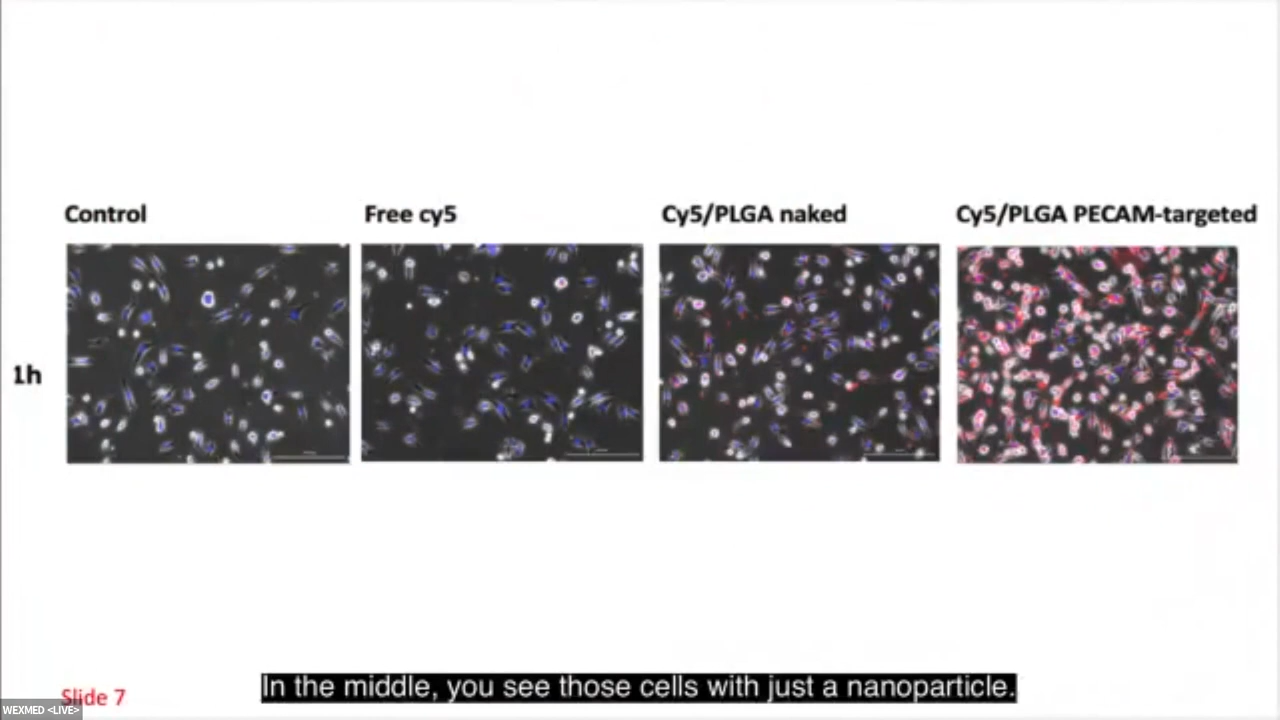 Control
Free cy5
Cy5/PLGA naked
Cy5/PLGA PECAM-targeted
1h
In the middle, you see those cells with just a nanoparticle.
Slide 7
WEXMED <LIVE>